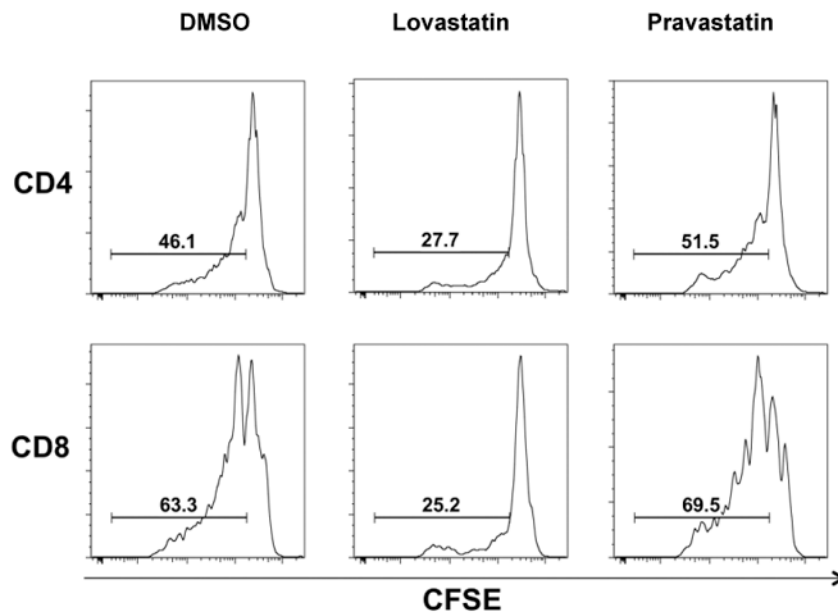 DMSO Lovastatin Pravastatin
CD4
46.1 27.7 51.5
CD8
63.3 25.2 69.5
CFSE